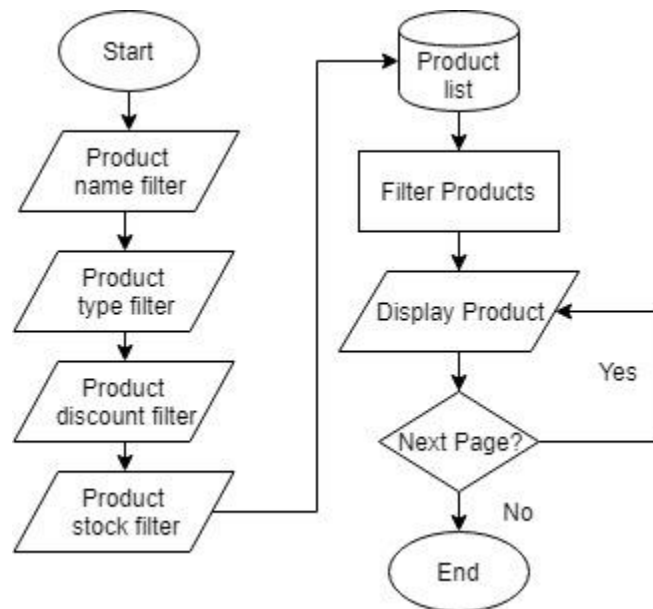 Start
Product
name filter
Product
type filter
Product
discount filter
Product
stock filter
Product
list
Filter Products
Display Product
Yes
Next Page?
No
End